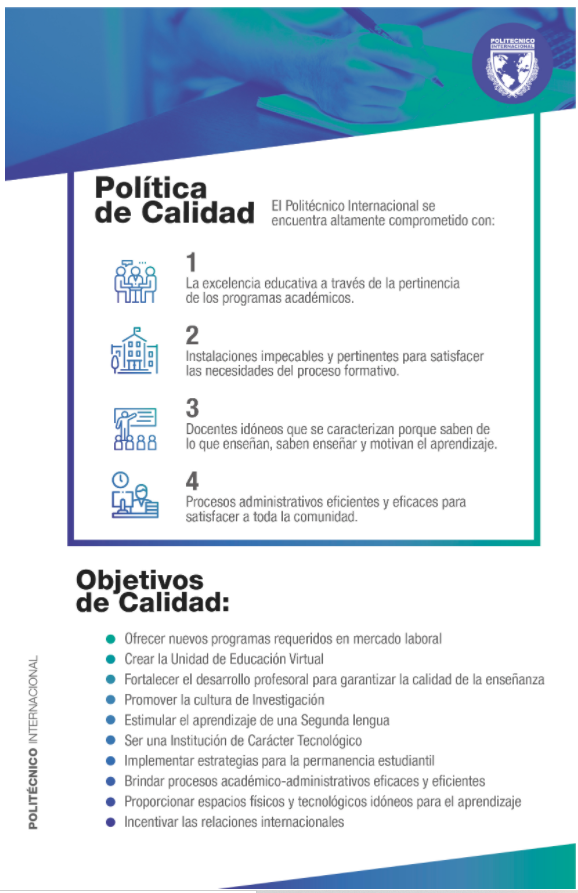 POLITECNICO
INTERNACIONAL
Política
de Calidad
El Politécnico Internacional se
encuentra altamente comprometido con:
1
La excelencia educativa a través de la pertinencia
de los programas académicos.
2
Instalaciones impecables y pertinentes para satisfacer
las necesidades del proceso formativo.
3
Docentes idóneos que se caracterizan porque saben de
lo que enseñan, saben enseñar y motivan el aprendizaje.
4
Procesos administrativos eficientes y eficaces para
satisfacer a toda la comunidad.
Objetivos
de Calidad:
Ofrecer nuevos programas requeridos en mercado laboral
Crear la Unidad de Educación Virtual
Fortalecer el desarrollo profesoral para garantizar la calidad de la enseñanza
Promover la cultura de Investigación
Estimular el aprendizaje de una Segunda lengua
Ser una Institución de Carácter Tecnológico
Implementar estrategias para la permanencia estudiantil
Brindar procesos académico-administrativos eficaces y eficientes
Proporcionar espacios físicos y tecnológicos idóneos para el aprendizaje
Incentivar las relaciones internacionales
POLITÉCNICO INTERNACIONAL